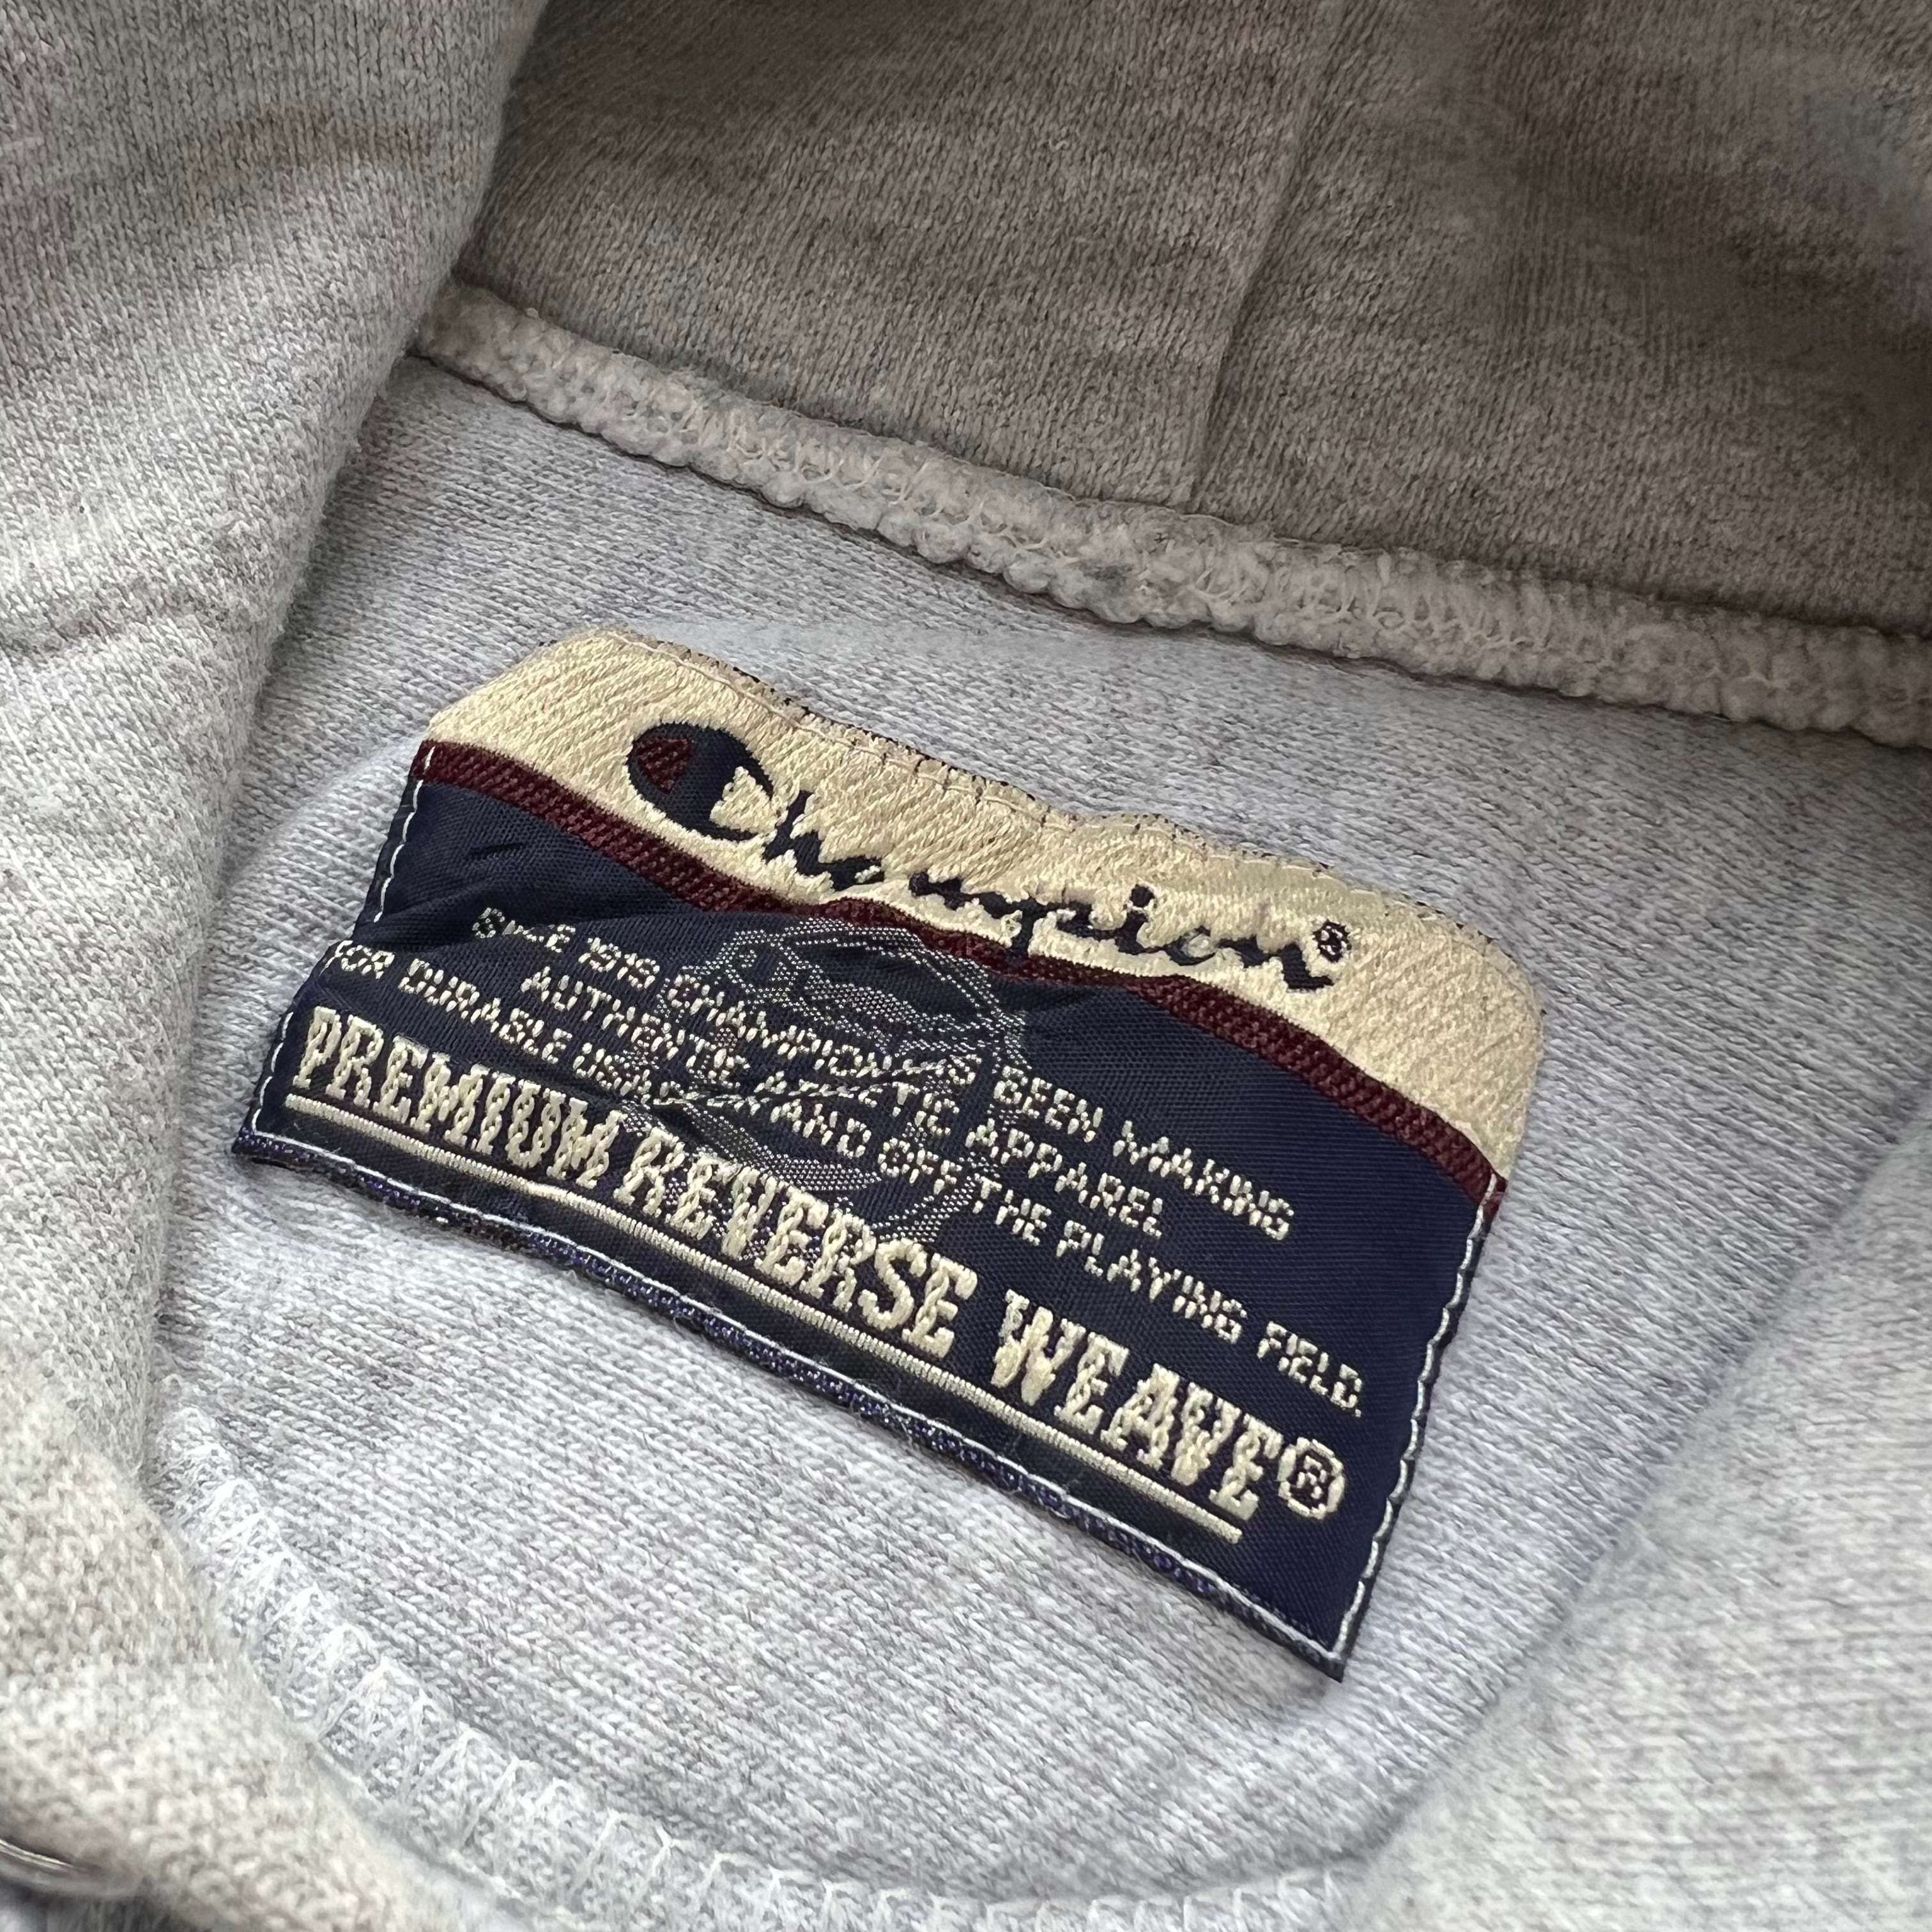 Champion®
SINCE 1919 CHAMPION HAS BEEN MAKING
AUTHENTIC ATHLETIC APPAREL
FOR DURABLE USAGE ON AND OFF THE PLAYING FIELD.
PREMIUM REVERSE WEAVE®